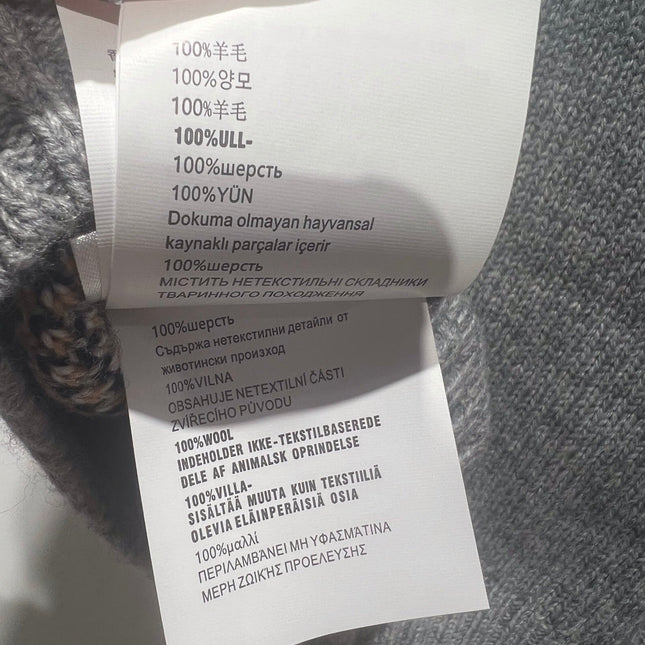 100%羊毛
100%양모
100%羊毛
100%ULL-
100%шерсть
100%YÜN
Dokuma olmayan hayvansal
kaynaklı parçalar içerir
100%шерсть
МІСТИТЬ НЕТЕКСТИЛЬНІ СКЛАДНИКИ
ТВАРИННОГО ПОХОДЖЕННЯ
100%шерсть
Съдържа нетекстилни детайли от
животински произход
100%VILNA
OBSAHUJE NETEXTILNÍ ČÁSTI
ZVÍŘECÍHO PŮVODU
100%WOOL
INDEHOLDER IKKE-TEKSTILBASEREDE
DELE AF ANIMALSK OPRINDELSE
100%VILLA-
SISÄLTÄÄ MUUTA KUIN TEKSTIILIÄ
OLEVIA ELÄINPERÄISIÄ OSIA
100%μαλλί
ΠΕΡΙΛΑΜΒΆΝΕΙ ΜΗ ΥΦΑΣΜΆΤΙΝΑ
ΜΕΡΗ ΖΩΙΚΉΣ ΠΡΟΕΛΕΥΣΗΣ